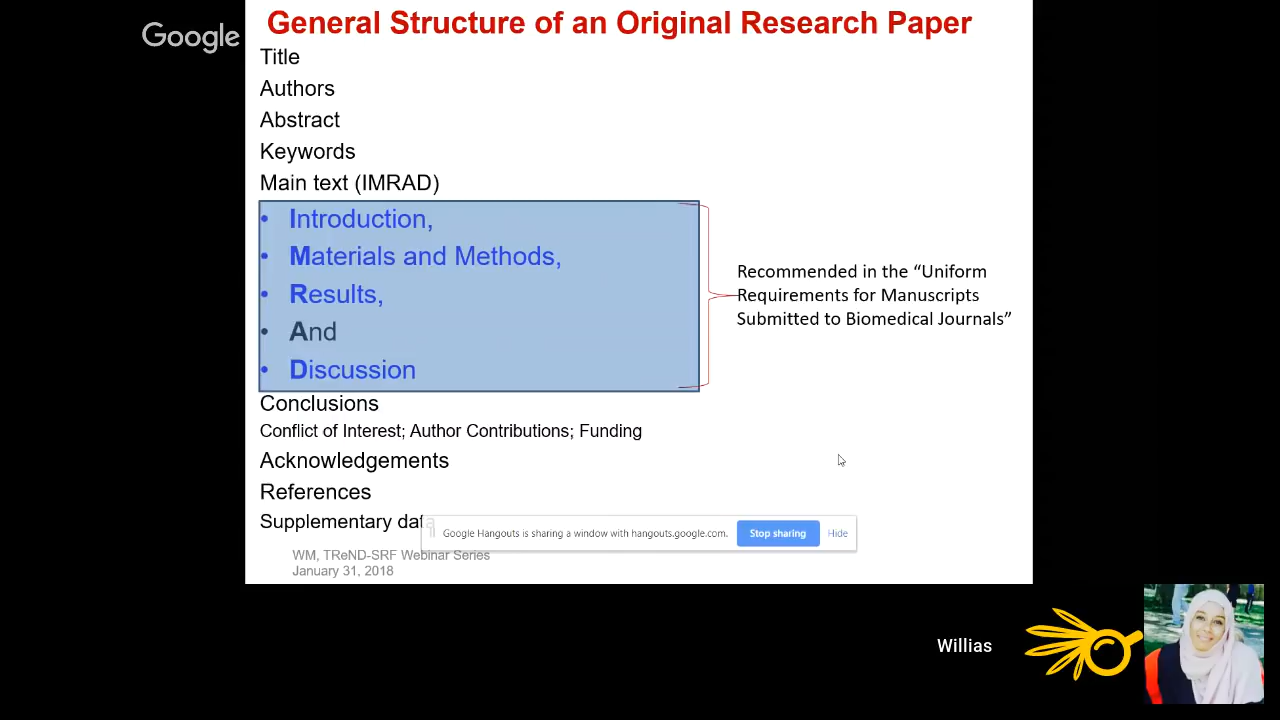 Google
General Structure of an Original Research Paper
Title
Authors
Abstract
Keywords
Main text (IMRAD)
• Introduction,
• Materials and Methods,
• Results,
• And
• Discussion
Recommended in the “Uniform
Requirements for Manuscripts
Submitted to Biomedical Journals”
Conclusions
Conflict of Interest; Author Contributions; Funding
Acknowledgements
References
Supplementary data
Google Hangouts is sharing a window with hangouts.google.com. Stop sharing Hide
WM, TReND-SRF Webinar Series
January 31, 2018
Willias